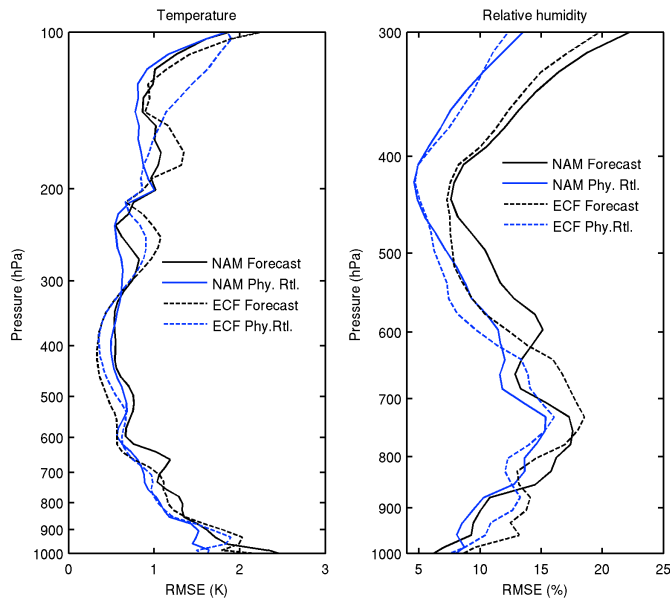 Temperature
100
200
300
400
500
600
700
800
900
1000
Pressure (hPa)
NAM Forecast
NAM Phy. Rtl.
ECF Forecast
ECF Phy.Rtl.
0
1
2
3
RMSE (K)
Relative humidity
300
400
500
600
700
800
900
1000
Pressure (hPa)
NAM Forecast
NAM Phy. Rtl.
ECF Forecast
ECF Phy.Rtl.
5
10
15
20
25
RMSE (%)